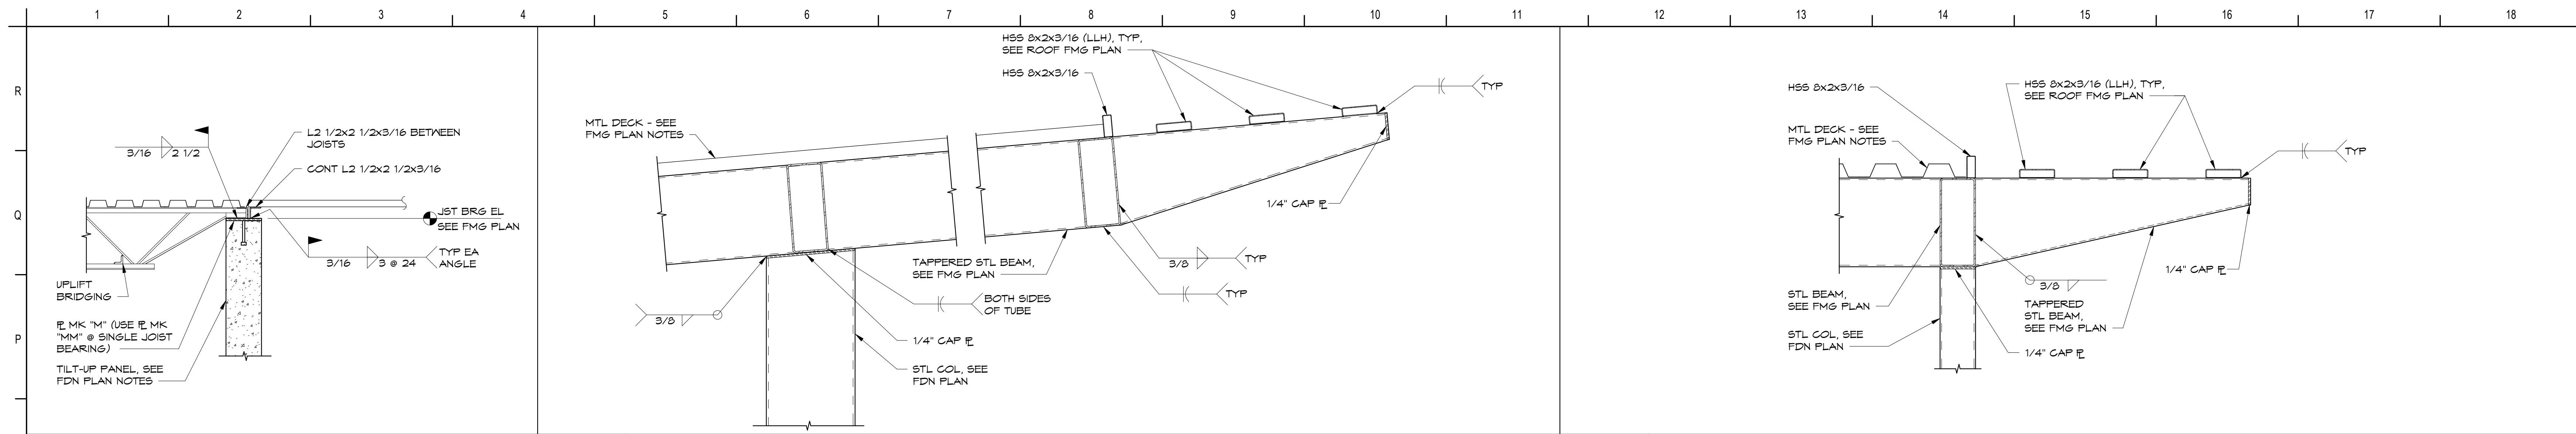 1 2 3 4 5 6 7 8 9 10 11 12 13 14 15 16 17 18
R
Q
P
3/16 2 1/2
L2 1/2x2 1/2x3/16 BETWEEN
JOISTS
CONT L2 1/2x2 1/2x3/16
JST BRG EL
SEE FMG PLAN
3/16 3 @ 24
TYP EA
ANGLE
UPLIFT
BRIDGING
PL MK "M" (USE PL MK
"MM" @ SINGLE JOIST
BEARING)
TILT-UP PANEL, SEE
FDN PLAN NOTES
MTL DECK - SEE
FMG PLAN NOTES
HSS 8x2x3/16 (LLH), TYP,
SEE ROOF FMG PLAN
HSS 8x2x3/16
TYP
1/4" CAP PL
TAPPERED STL BEAM,
SEE FMG PLAN
3/8
TYP
TYP
BOTH SIDES
OF TUBE
3/8
1/4" CAP PL
STL COL, SEE
FDN PLAN
HSS 8x2x3/16
HSS 8x2x3/16 (LLH), TYP,
SEE ROOF FMG PLAN
MTL DECK - SEE
FMG PLAN NOTES
TYP
1/4" CAP PL
3/8
STL BEAM,
SEE FMG PLAN
TAPPERED
STL BEAM,
SEE FMG PLAN
STL COL, SEE
FDN PLAN
1/4" CAP PL